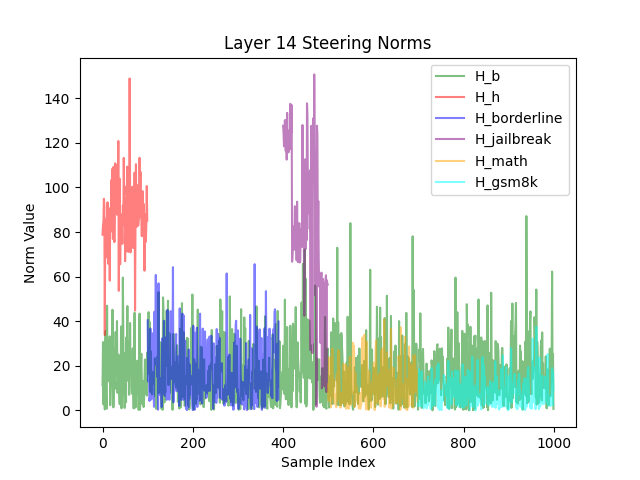 Layer 14 Steering Norms
Norm Value
140
120
100
80
60
40
20
0
H_b
H_h
H_borderline
H_jailbreak
H_math
H_gsm8k
0
200
400
600
800
1000
Sample Index